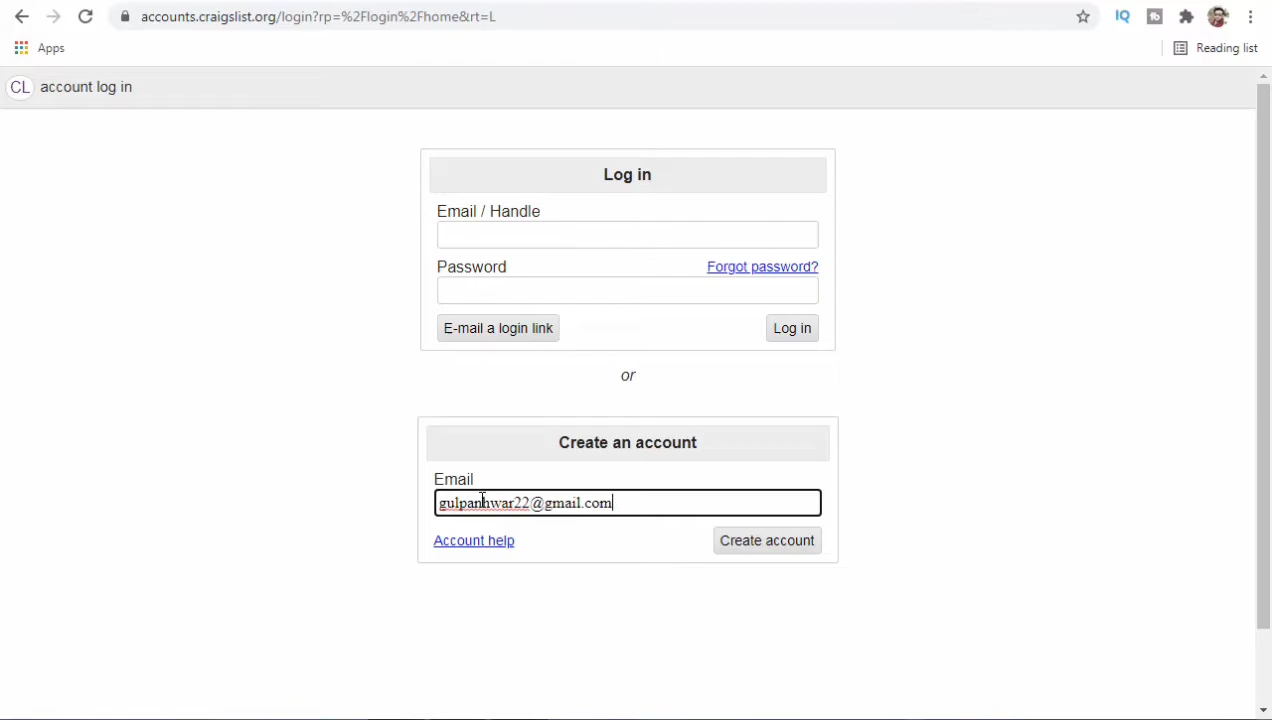 accounts.craigslist.org/login?rp=%2Flogin%2Fhome&rt=L
IQ
Apps
Reading list
CL account log in
Log in
Email / Handle
Password Forgot password?
E-mail a login link Log in
or
Create an account
Email
gulpanhwar22@gmail.com
Account help Create account